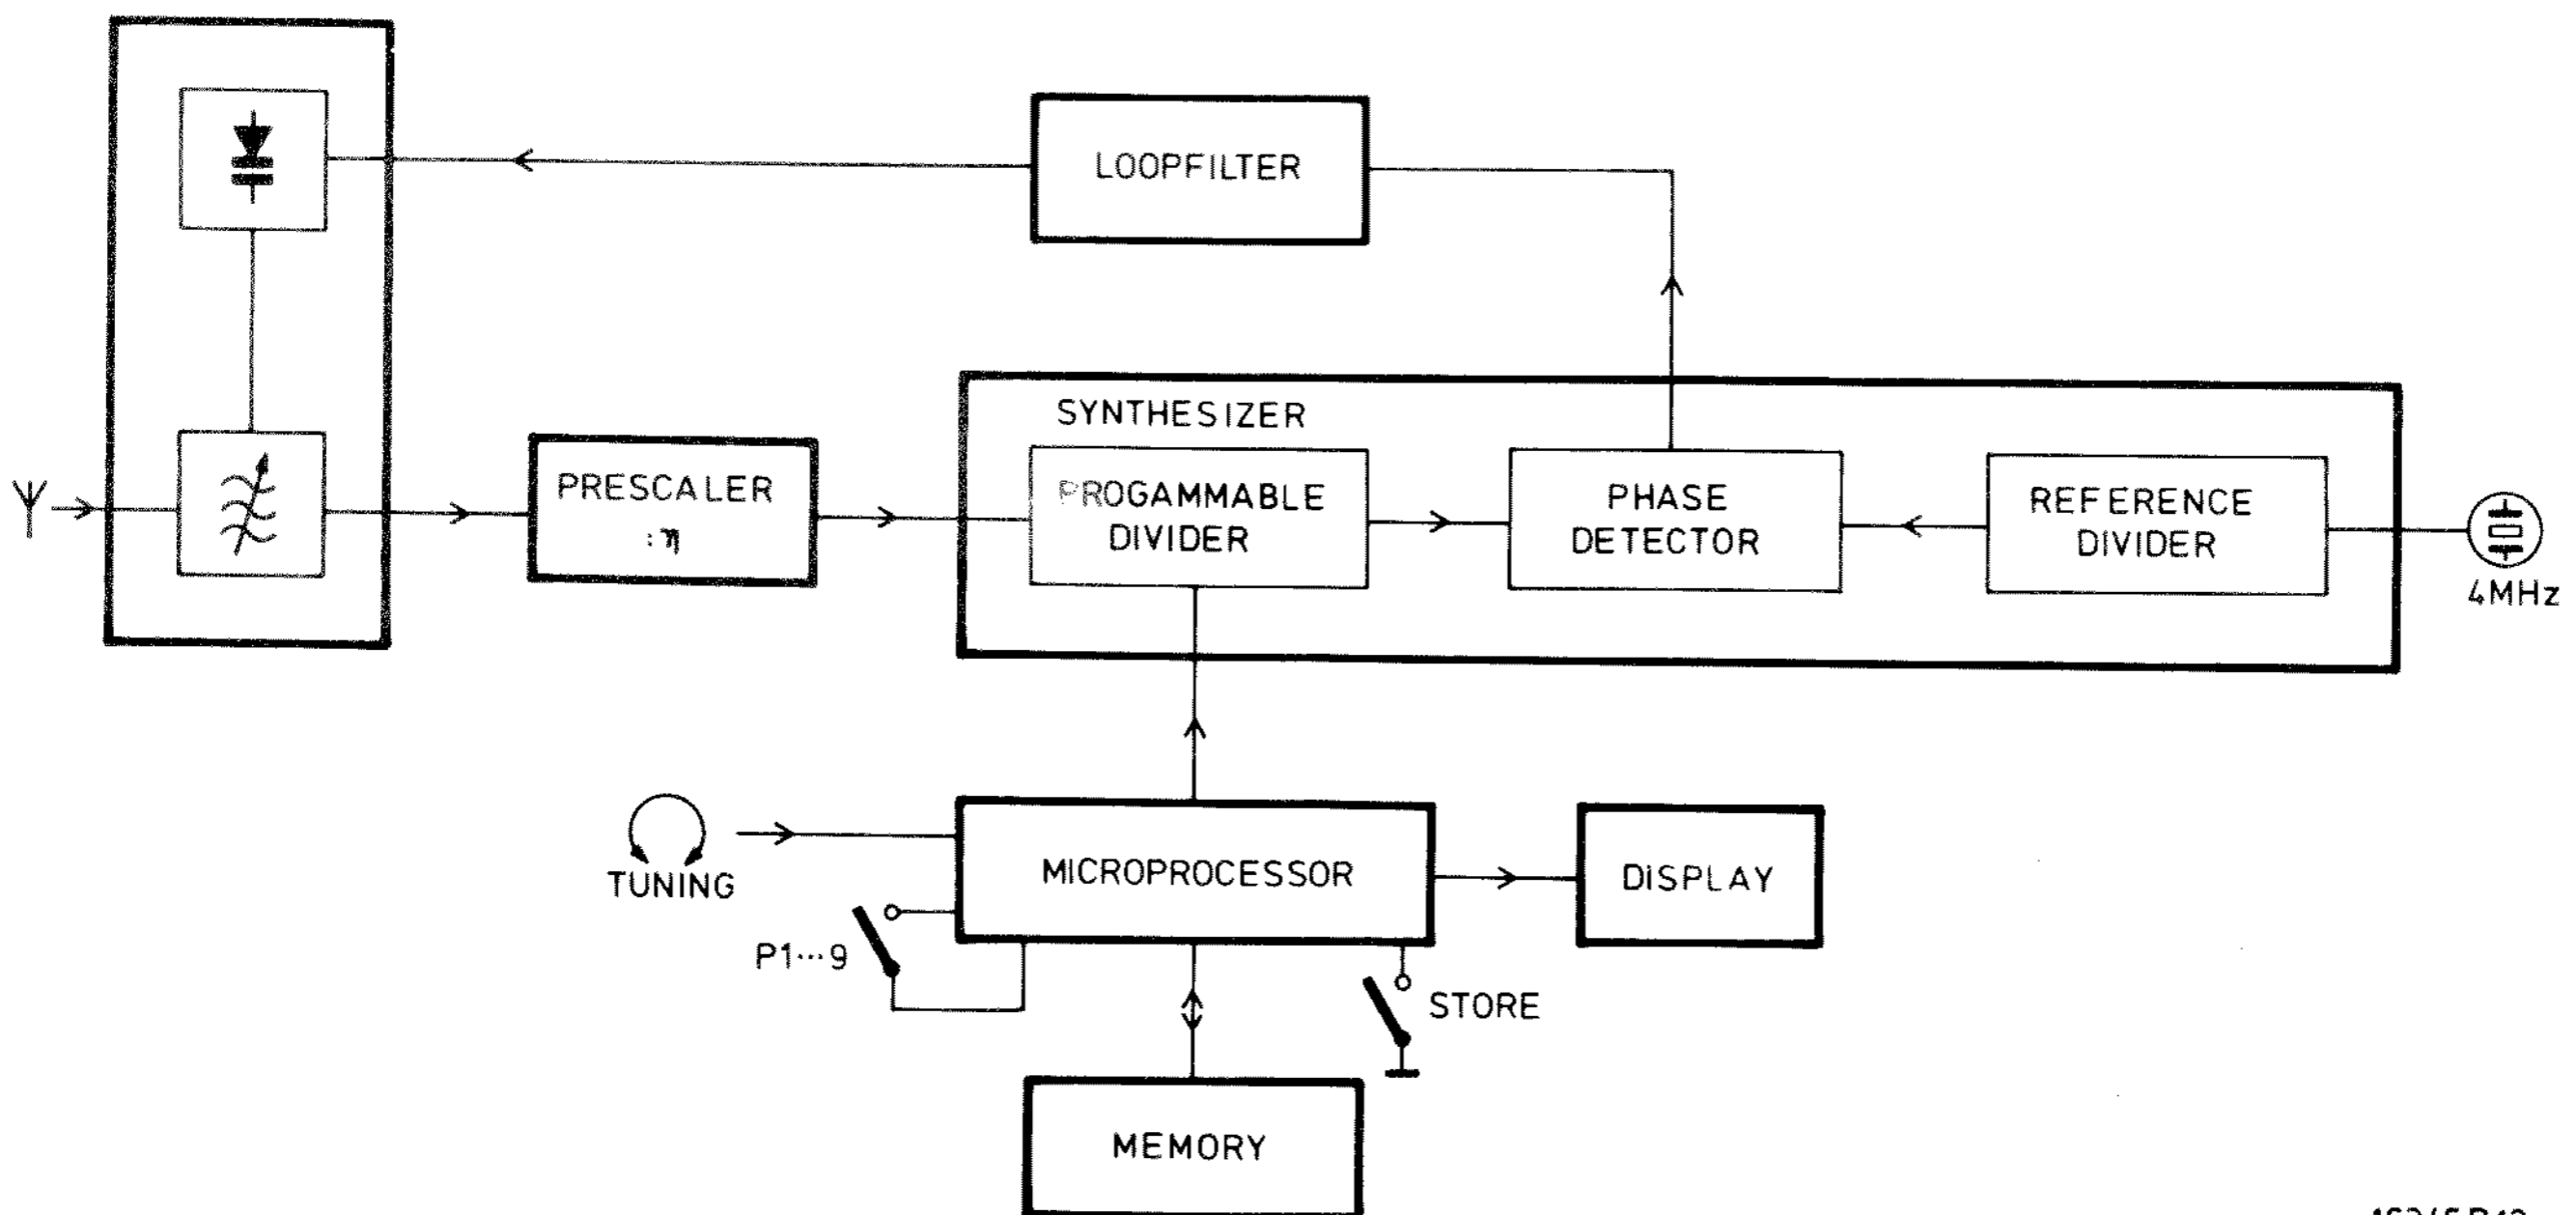 LOOPFILTER
SYNTHESIZER
PRESCALER
:η
PROGAMMABLE
DIVIDER
PHASE
DETECTOR
REFERENCE
DIVIDER
4MHz
TUNING
MICROPROCESSOR
DISPLAY
P1...9
STORE
MEMORY